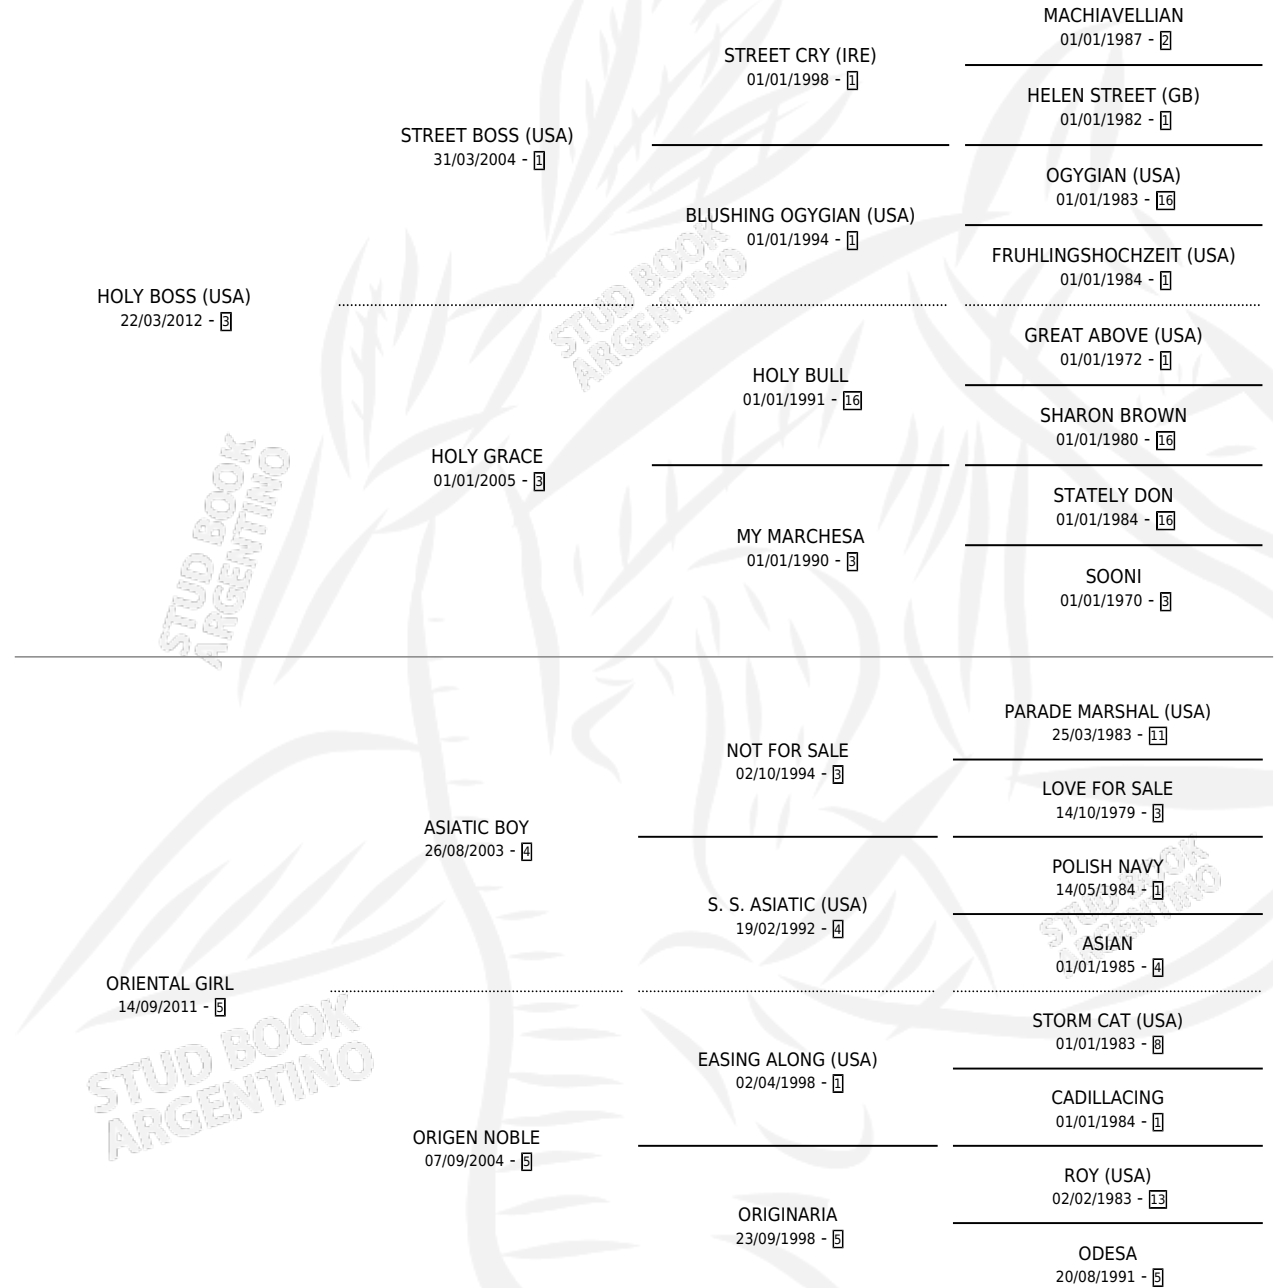 MACHIAVELLIAN
01/01/1987 - 2
STREET CRY (IRE)
01/01/1998 - 1
HELEN STREET (GB)
01/01/1982 - 1
STREET BOSS (USA)
31/03/2004 - 1
OGYGIAN (USA)
01/01/1983 - 16
BLUSHING OGYGIAN (USA)
01/01/1994 - 1
FRUHLINGSHOCHZEIT (USA)
01/01/1984 - 1
HOLY BOSS (USA)
22/03/2012 - 3
GREAT ABOVE (USA)
01/01/1972 - 1
HOLY BULL
01/01/1991 - 16
SHARON BROWN
01/01/1980 - 16
HOLY GRACE
01/01/2005 - 3
STATELY DON
01/01/1984 - 16
MY MARCHESA
01/01/1990 - 3
SOONI
01/01/1970 - 3
PARADE MARSHAL (USA)
25/03/1983 - 11
NOT FOR SALE
02/10/1994 - 3
LOVE FOR SALE
14/10/1979 - 3
ASIATIC BOY
26/08/2003 - 4
POLISH NAVY
14/05/1984 - 1
S. S. ASIATIC (USA)
19/02/1992 - 4
ASIAN
01/01/1985 - 4
ORIENTAL GIRL
14/09/2011 - 5
STORM CAT (USA)
01/01/1983 - 8
EASING ALONG (USA)
02/04/1998 - 1
CADILLACING
01/01/1984 - 1
ORIGEN NOBLE
07/09/2004 - 5
ROY (USA)
02/02/1983 - 13
ORIGINARIA
23/09/1998 - 5
ODESA
20/08/1991 - 5
STUD BOOK
ARGENTINO
STUD BOOK
ARGENTINO
STUD BOOK
ARGENTINO
STUD BOOK
ARGENTINO